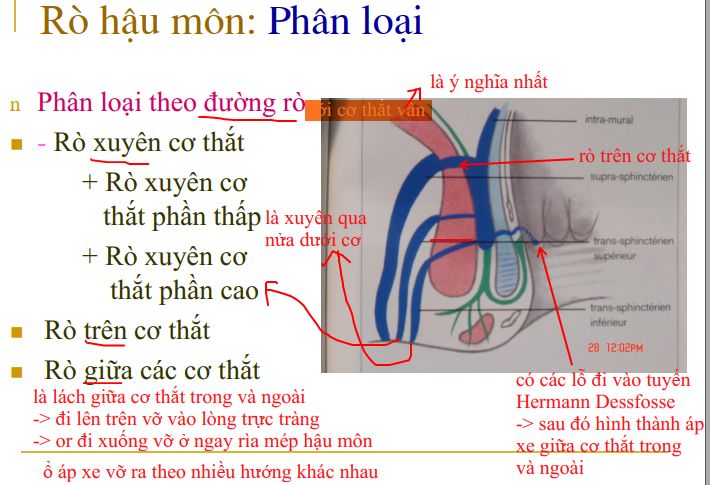 Rò hậu môn: Phân loại
là ý nghĩa nhất
n Phân loại theo đường rò
ới cơ thắt vân
- Rò xuyên cơ thắt
intra-mural
rò trên cơ thắt
supra-sphinctérien
+ Rò xuyên cơ
thắt phần thấp
là xuyên qua
nửa dưới cơ
trans-sphinctérien
supérieur
+ Rò xuyên cơ
thắt phần cao
trans-sphinctérien
inférieur
Rò trên cơ thắt
28 12:02PM
Rò giữa các cơ thắt
là lách giữa cơ thắt trong và ngoài
-> đi lên trên vỡ vào lòng trực tràng
-> or đi xuống vỡ ở ngay rìa mép hậu môn
ổ áp xe vỡ ra theo nhiều hướng khác nhau
có các lỗ đi vào tuyến
Hermann Dessfosse
-> sau đó hình thành áp
xe giữa cơ thắt trong
và ngoài